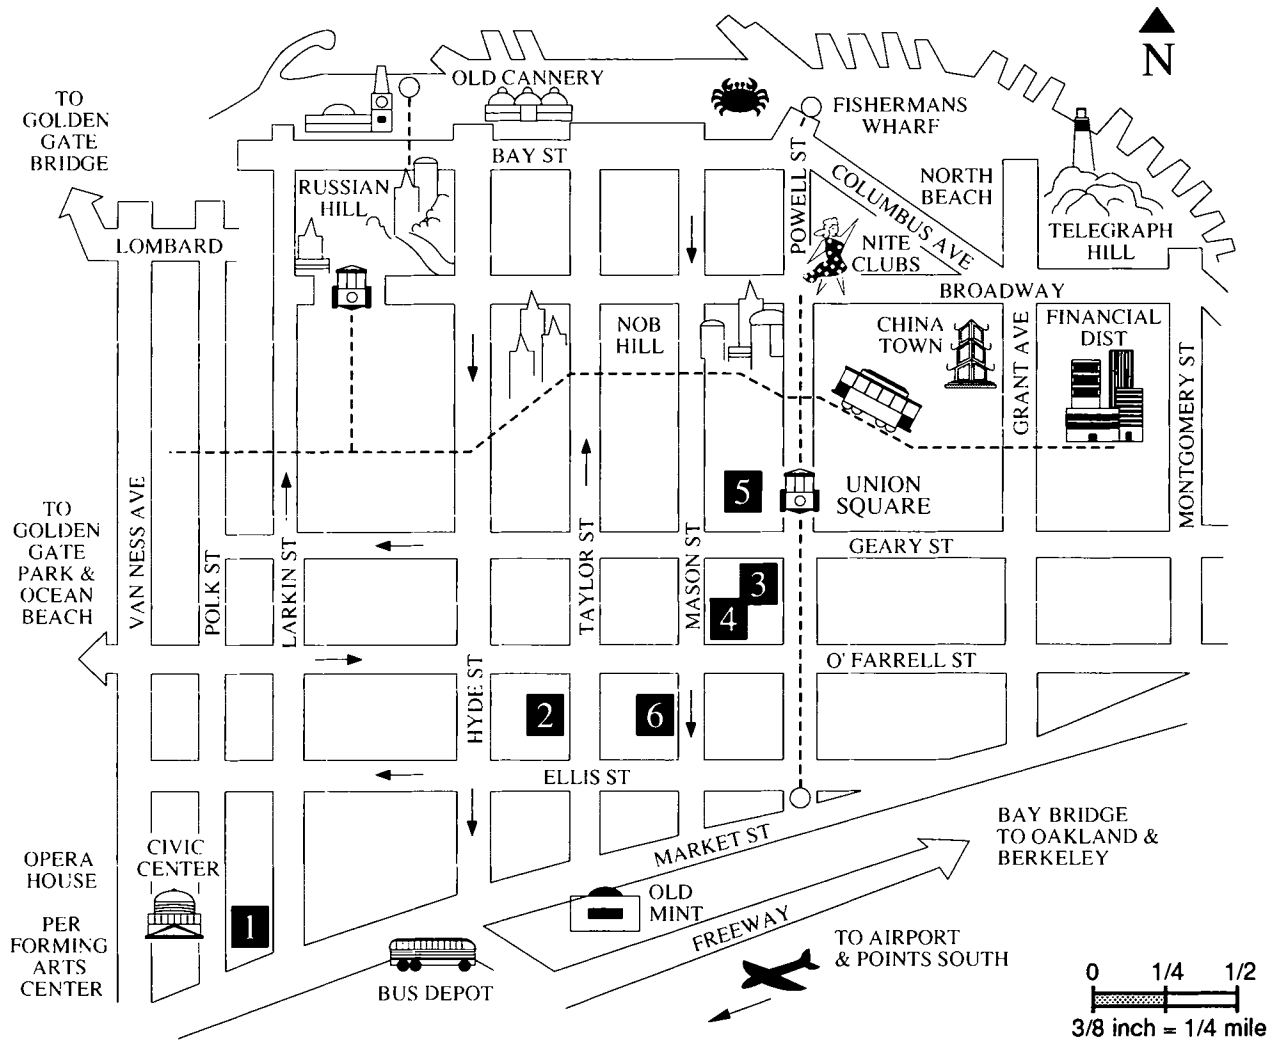 N
OLD CANNERY
FISHERMANS
WHARF
TO
GOLDEN
GATE
BRIDGE
BAY ST
RUSSIAN
HILL
POWELL ST
COLUMBUS AVE
NORTH
BEACH
TELEGRAPH
HILL
LOMBARD
NITE
CLUBS
BROADWAY
NOB
HILL
CHINA
TOWN
GRANT AVE
FINANCIAL
DIST
MONTGOMERY ST
5
UNION
SQUARE
TO
GOLDEN
GATE
PARK &
OCEAN
BEACH
VAN NESS AVE
POLK ST
LARKIN ST
TAYLOR ST
MASON ST
GEARY ST
3
4
O' FARRELL ST
HYDE ST
2
6
ELLIS ST
MARKET ST
BAY BRIDGE
TO OAKLAND &
BERKELEY
OPERA
HOUSE
CIVIC
CENTER
PER
FORMING
ARTS
CENTER
1
OLD
MINT
FREEWAY
TO AIRPORT
& POINTS SOUTH
BUS DEPOT
0 1/4 1/2
3/8 inch = 1/4 mile